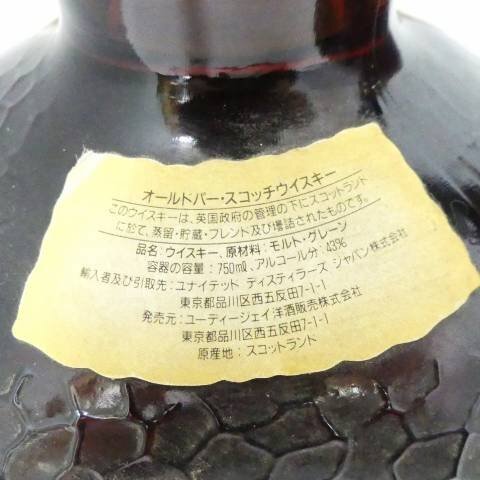 オールドパー・スコッチウイスキー
このウイスキーは、英国政府の管理の下にスコットランド
に於て、蒸留・貯蔵・ブレンド及び壜詰されたものです。
品名：ウイスキー、原材料：モルト・グレーン
容器の容量：750mℓ、アルコール分：43%
輸入者及び引取先：ユナイテッド ディスティラーズ ジャパン株式会社
東京都品川区西五反田7-1-1
発売元：ユーディージェイ洋酒販売株式会社
東京都品川区西五反田7-1-1
原産地：スコットランド